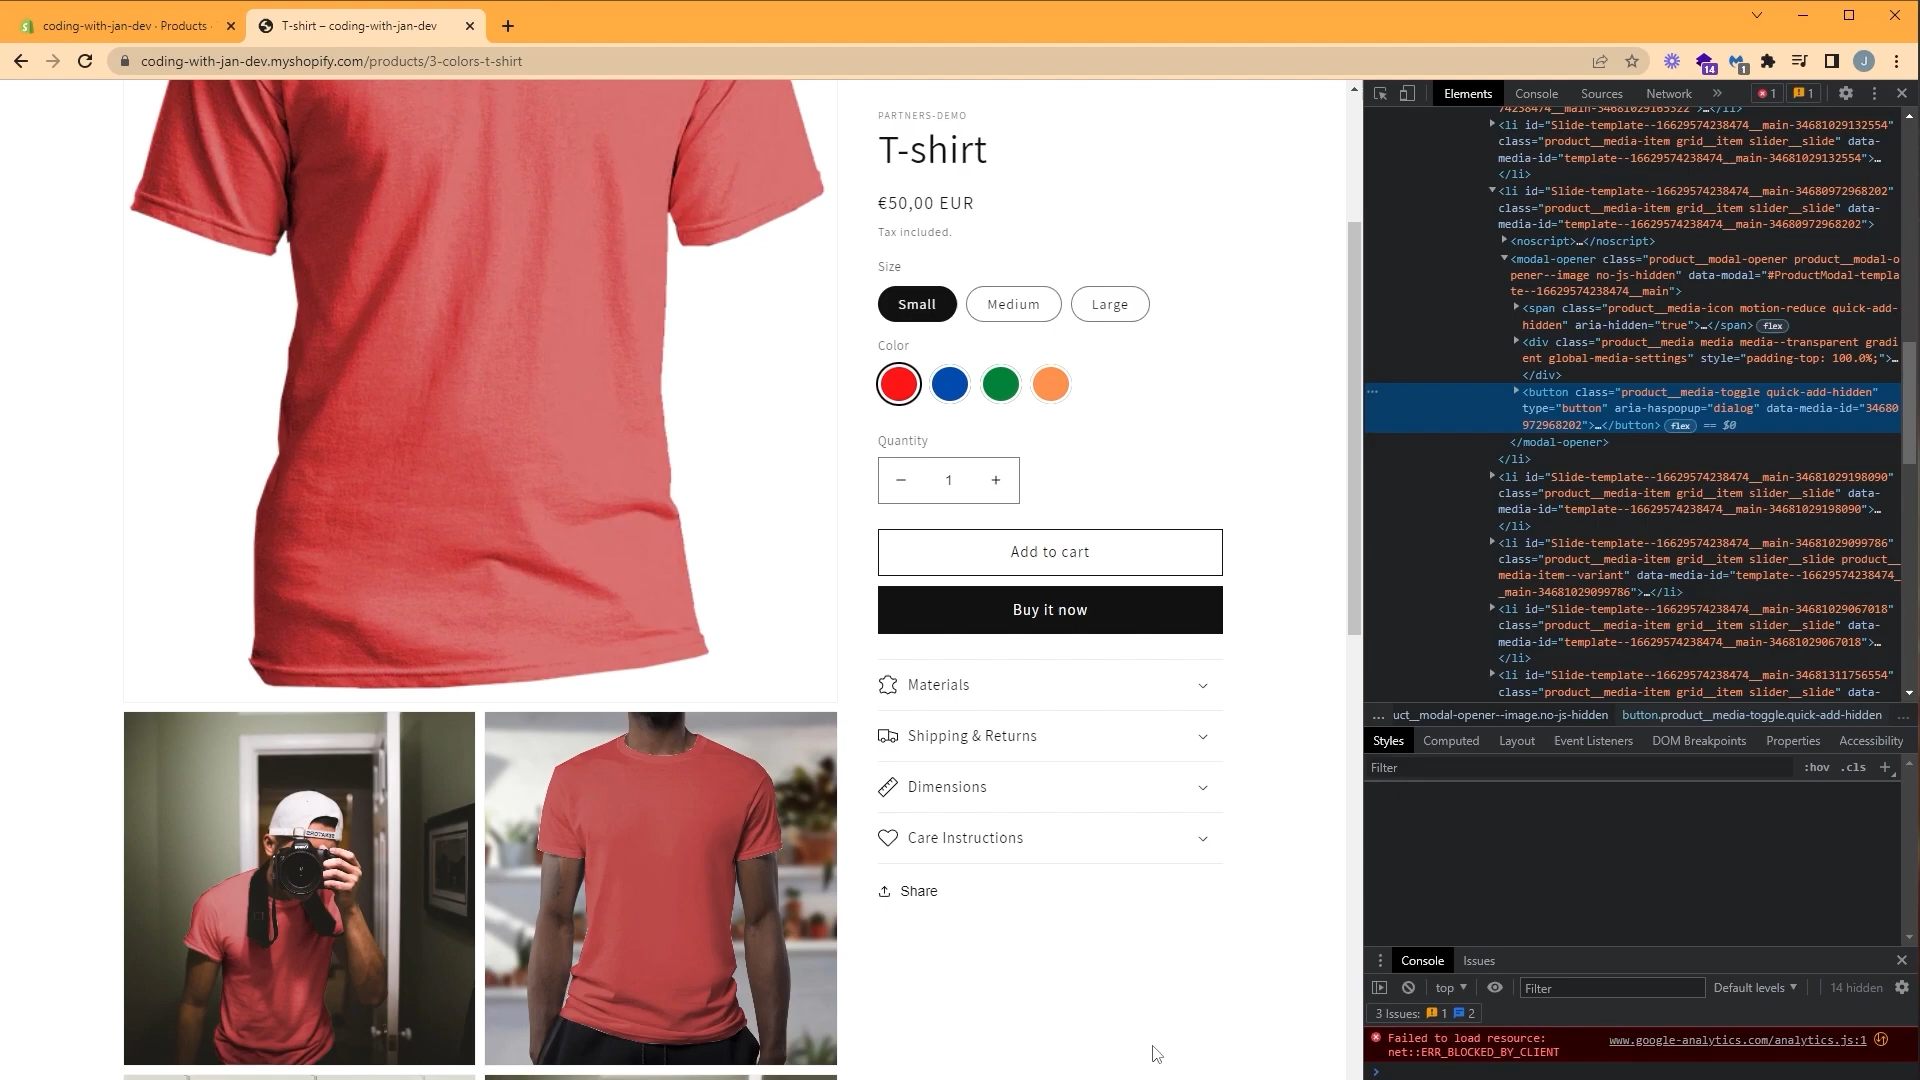 coding-with-jan-dev · Products ·
T-shirt – coding-with-jan-dev
coding-with-jan-dev.myshopify.com/products/3-colors-t-shirt
14
1
J
PARTNERS-DEMO
T-shirt
€50,00 EUR
Tax included.
Size
Small
Medium
Large
Color
Quantity
− 1 +
Add to cart
Buy it now
Materials
Shipping & Returns
Dimensions
Care Instructions
Share
Elements
Console
Sources
Network
1
1
74238474__main-34681029165322">…</li>
<li id="Slide-template--16629574238474__main-34681029132554"
class="product__media-item grid__item slider__slide" data-
media-id="template--16629574238474__main-34681029132554">…
</li>
<li id="Slide-template--16629574238474__main-34680972968202"
class="product__media-item grid__item slider__slide" data-
media-id="template--16629574238474__main-34680972968202">
<noscript>…</noscript>
<modal-opener class="product__modal-opener product__modal-o
pener--image no-js-hidden" data-modal="#ProductModal-templa
te--16629574238474__main">
<span class="product__media-icon motion-reduce quick-add-
hidden" aria-hidden="true">…</span> flex
<div class="product__media media media--transparent gradi
ent global-media-settings" style="padding-top: 100.0%;">…
</div>
<button class="product__media-toggle quick-add-hidden"
type="button" aria-haspopup="dialog" data-media-id="34680
972968202">…</button> flex == $0
</modal-opener>
</li>
<li id="Slide-template--16629574238474__main-34681029198090"
class="product__media-item grid__item slider__slide" data-
media-id="template--16629574238474__main-34681029198090">…
</li>
<li id="Slide-template--16629574238474__main-34681029099786"
class="product__media-item grid__item slider__slide product__
media-item--variant" data-media-id="template--16629574238474_
_main-34681029099786">…</li>
<li id="Slide-template--16629574238474__main-34681029067018"
class="product__media-item grid__item slider__slide" data-
media-id="template--16629574238474__main-34681029067018">…
</li>
<li id="Slide-template--16629574238474__main-34681311756554"
class="product__media-item grid__item slider__slide" data-
… uct__modal-opener--image.no-js-hidden
button.product__media-toggle.quick-add-hidden …
Styles
Computed
Layout
Event Listeners
DOM Breakpoints
Properties
Accessibility
Filter
:hov .cls +
Console
Issues
top
Filter
Default levels
14 hidden
3 Issues: 1 2
Failed to load resource: www.google-analytics.com/analytics.js:1
net::ERR_BLOCKED_BY_CLIENT